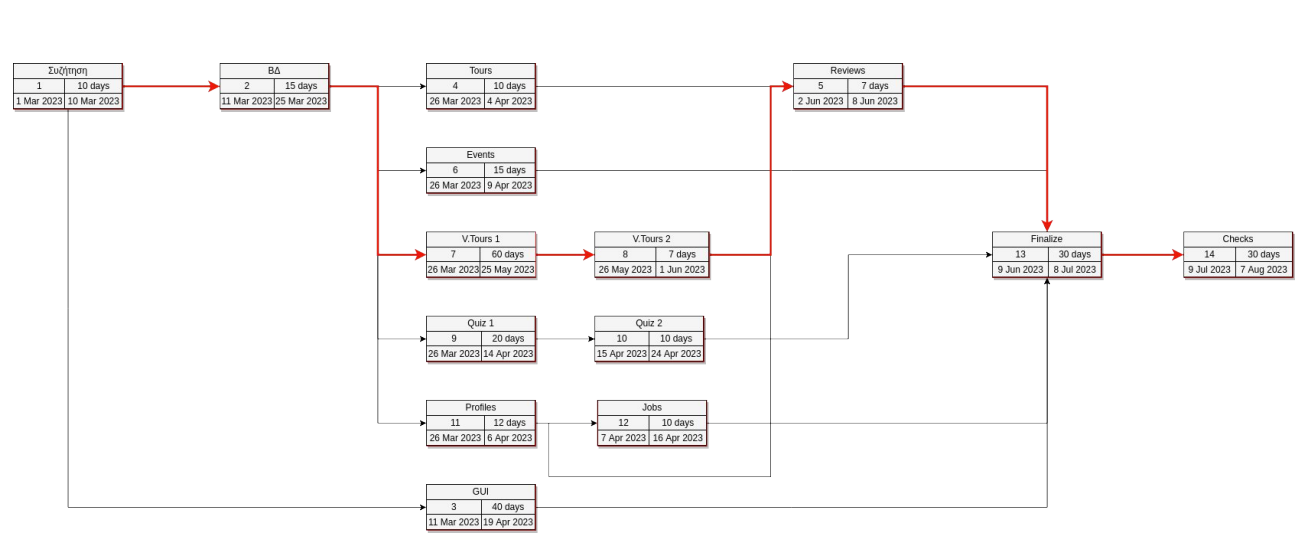 Συζήτηση
1 10 days
1 Mar 2023 10 Mar 2023
ΒΔ
2 15 days
11 Mar 2023 25 Mar 2023
Tours
4 10 days
26 Mar 2023 4 Apr 2023
Reviews
5 7 days
2 Jun 2023 8 Jun 2023
Events
6 15 days
26 Mar 2023 9 Apr 2023
V.Tours 1
7 60 days
26 Mar 2023 25 May 2023
V.Tours 2
8 7 days
26 May 2023 1 Jun 2023
Finalize
13 30 days
9 Jun 2023 8 Jul 2023
Checks
14 30 days
9 Jul 2023 7 Aug 2023
Quiz 1
9 20 days
26 Mar 2023 14 Apr 2023
Quiz 2
10 10 days
15 Apr 2023 24 Apr 2023
Profiles
11 12 days
26 Mar 2023 6 Apr 2023
Jobs
12 10 days
7 Apr 2023 16 Apr 2023
GUI
3 40 days
11 Mar 2023 19 Apr 2023